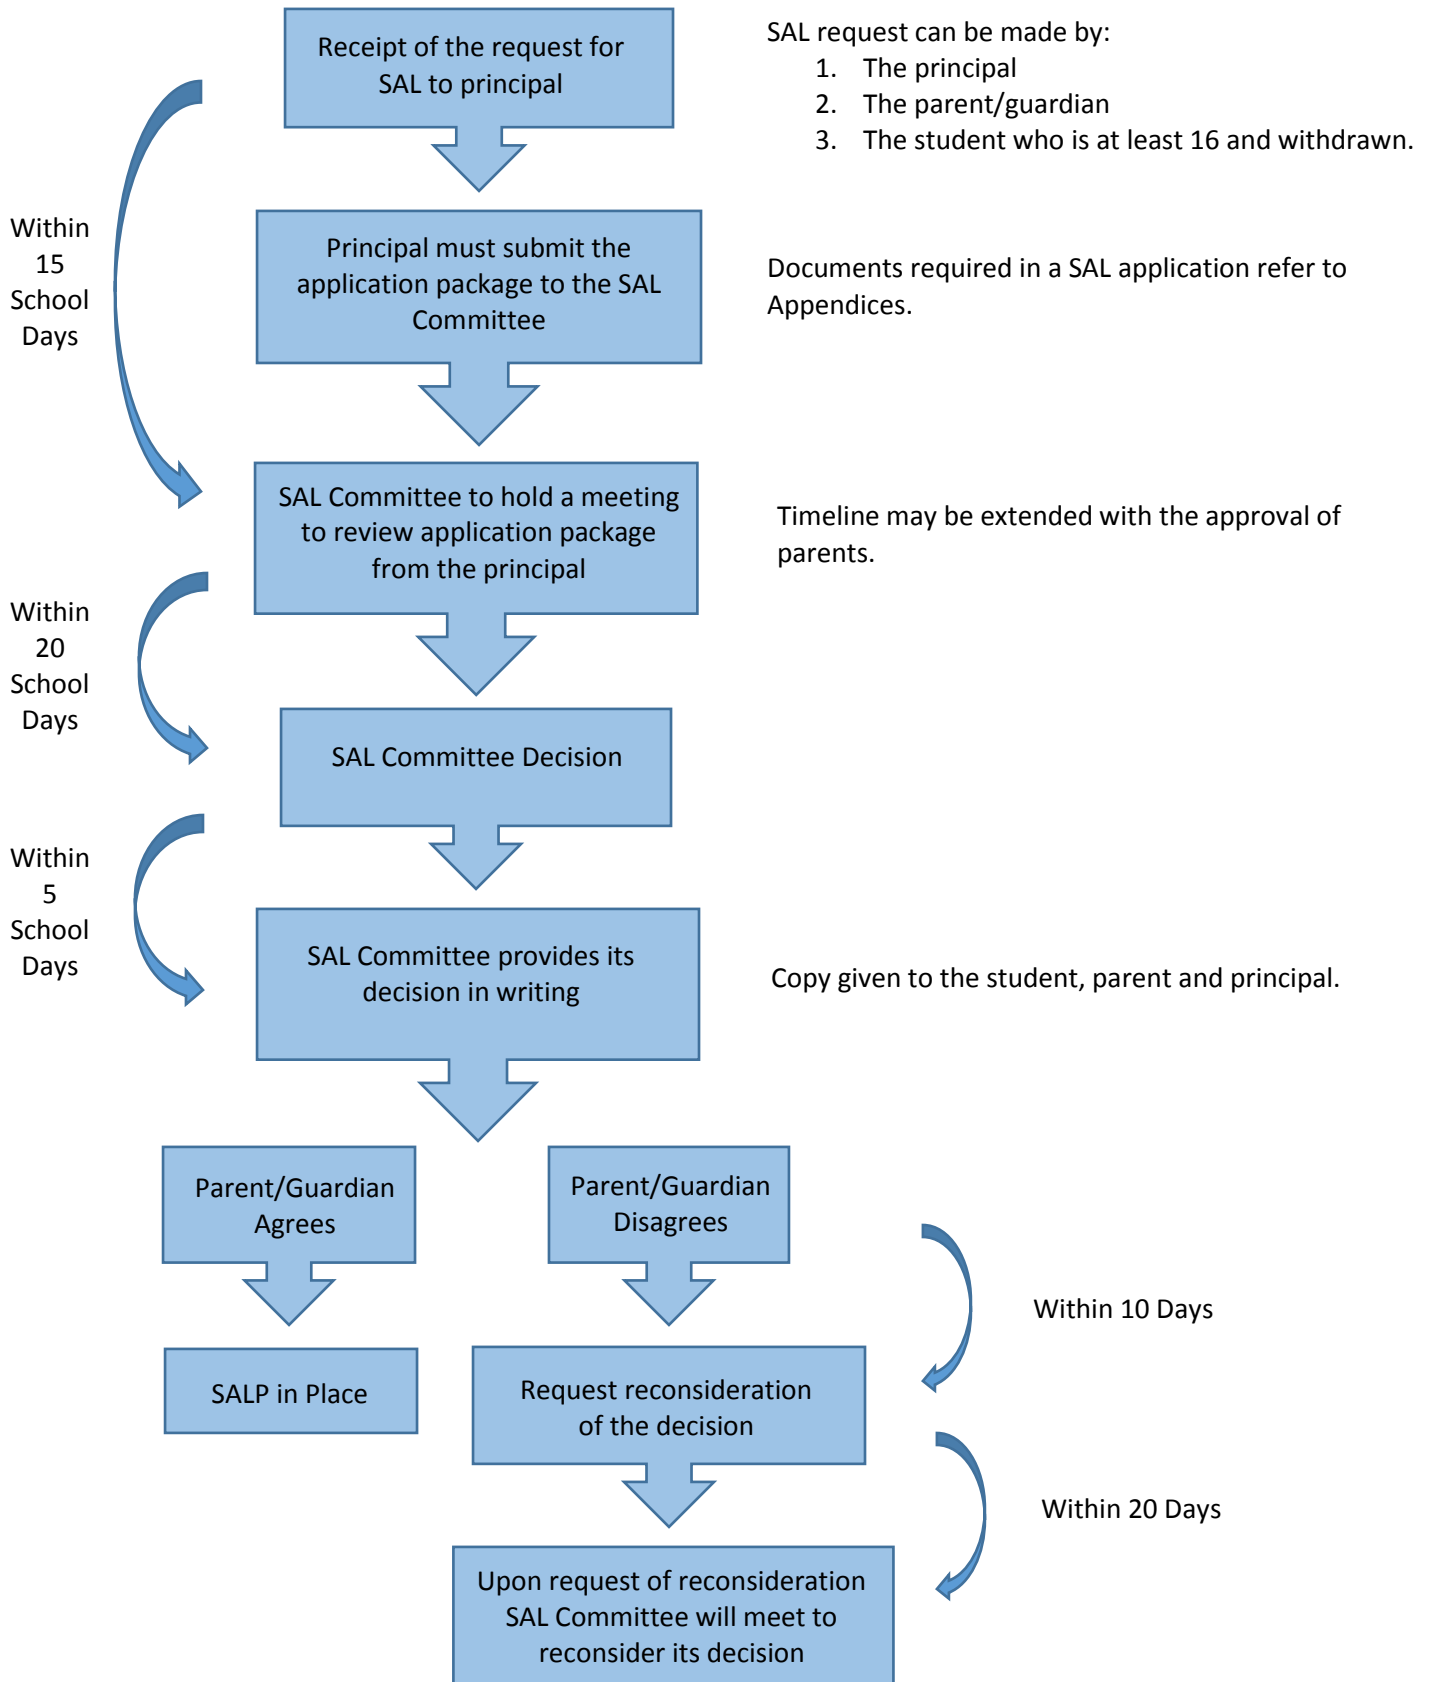 Receipt of the request for
SAL to principal
SAL request can be made by:
1. The principal
2. The parent/guardian
3. The student who is at least 16 and withdrawn.
Within
15
School
Days
Principal must submit the
application package to the SAL
Committee
Documents required in a SAL application refer to
Appendices.
SAL Committee to hold a meeting
to review application package
from the principal
Timeline may be extended with the approval of
parents.
Within
20
School
Days
SAL Committee Decision
Within
5
School
Days
SAL Committee provides its
decision in writing
Copy given to the student, parent and principal.
Parent/Guardian
Agrees
Parent/Guardian
Disagrees
Within 10 Days
SALP in Place
Request reconsideration
of the decision
Within 20 Days
Upon request of reconsideration
SAL Committee will meet to
reconsider its decision